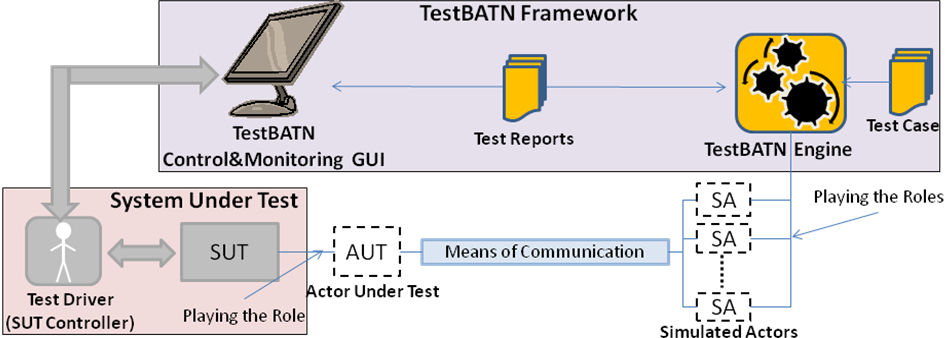 TestBATN Framework
TestBATN
Control&Monitoring GUI
Test Reports
TestBATN Engine
Test Case
System Under Test
Test Driver
(SUT Controller)
SUT
Playing the Role
AUT
Actor Under Test
Means of Communication
SA
SA
SA
Simulated Actors
Playing the Roles